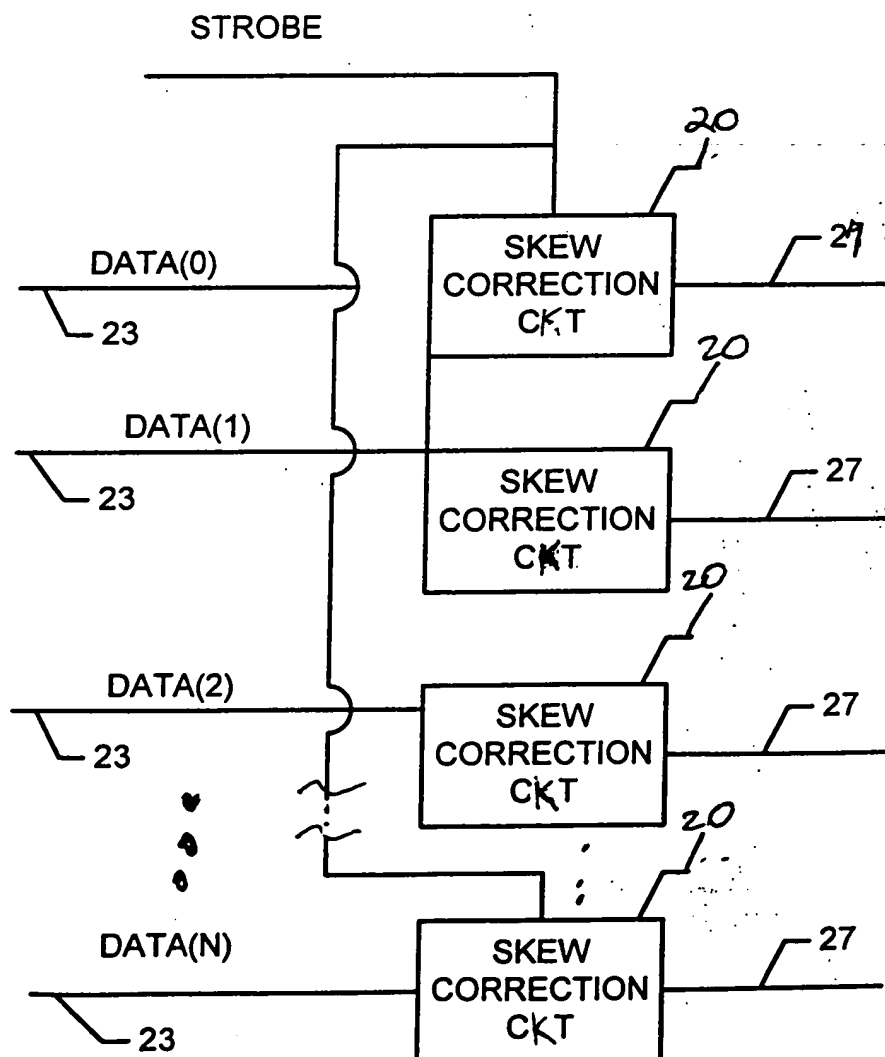 STROBE
20
SKEW
CORRECTION
CKT
DATA(0)
27
23
20
DATA(1)
SKEW
CORRECTION
CKT
27
23
20
DATA(2)
SKEW
CORRECTION
CKT
27
23
20
DATA(N)
SKEW
CORRECTION
CKT
27
23